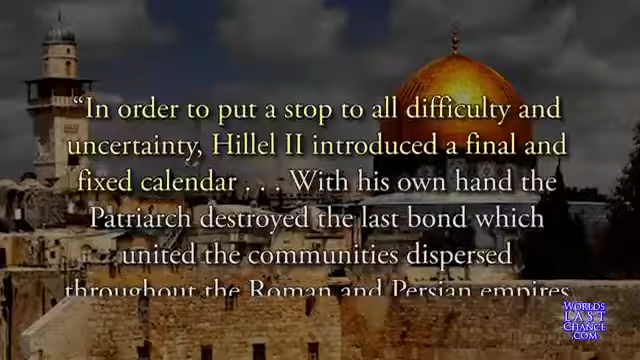 “In order to put a stop to all difficulty and
uncertainty, Hillel II introduced a final and
fixed calendar . . . With his own hand the
Patriarch destroyed the last bond which
united the communities dispersed
throughout the Roman and Persian empires
WORLDS
LAST
CHANCE
.COM